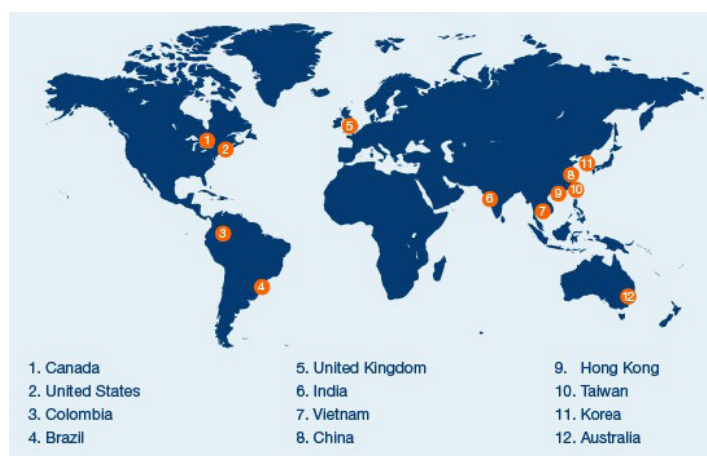 1
2
3
4
5
6
7
8
9
10
11
12
1. Canada
2. United States
3. Colombia
4. Brazil
5. United Kingdom
6. India
7. Vietnam
8. China
9. Hong Kong
10. Taiwan
11. Korea
12. Australia